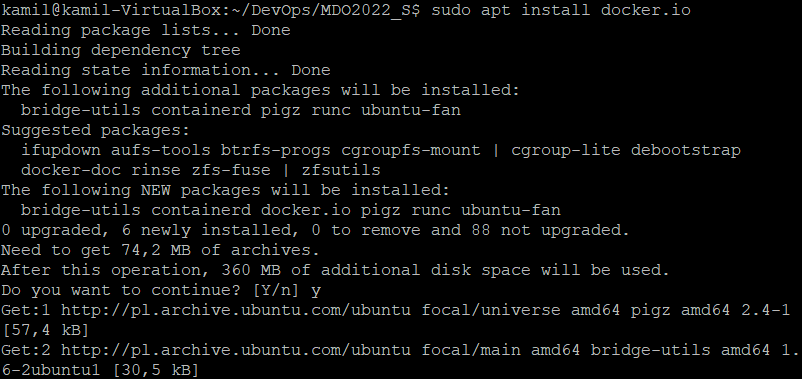 kamil@kamil-VirtualBox:~/DevOps/MDO2022_S$ sudo apt install docker.io
Reading package lists... Done
Building dependency tree
Reading state information... Done
The following additional packages will be installed:
  bridge-utils containerd pigz runc ubuntu-fan
Suggested packages:
  ifupdown aufs-tools btrfs-progs cgroupfs-mount | cgroup-lite debootstrap
  docker-doc rinse zfs-fuse | zfsutils
The following NEW packages will be installed:
  bridge-utils containerd docker.io pigz runc ubuntu-fan
0 upgraded, 6 newly installed, 0 to remove and 88 not upgraded.
Need to get 74,2 MB of archives.
After this operation, 360 MB of additional disk space will be used.
Do you want to continue? [Y/n] y
Get:1 http://pl.archive.ubuntu.com/ubuntu focal/universe amd64 pigz amd64 2.4-1
[57,4 kB]
Get:2 http://pl.archive.ubuntu.com/ubuntu focal/main amd64 bridge-utils amd64 1.
6-2ubuntu1 [30,5 kB]